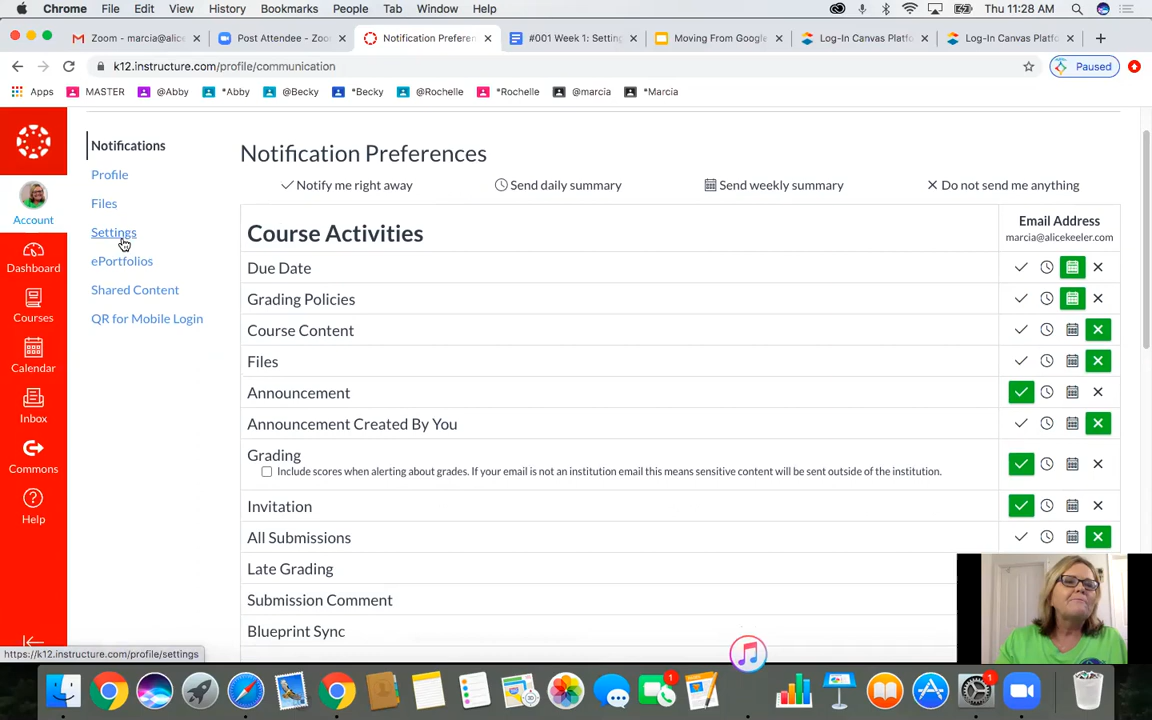 Chrome File Edit View History Bookmarks People Tab Window Help Thu 11:28 AM
Zoom - marcia@alice × Post Attendee - Zoo × Notification Preferen × #001 Week 1: Settin × Moving From Google × Log-In Canvas Platfo × Log-In Canvas Platfo × +
k12.instructure.com/profile/communication Paused
Apps MASTER @Abby *Abby @Becky *Becky @Rochelle *Rochelle @marcia *Marcia
Account
Dashboard
Courses
Calendar
Inbox
Commons
Help
Notifications
Profile
Files
Settings
ePortfolios
Shared Content
QR for Mobile Login
Notification Preferences
Notify me right away Send daily summary Send weekly summary Do not send me anything
Course Activities
Email Address
marcia@alicekeeler.com
Due Date
Grading Policies
Course Content
Files
Announcement
Announcement Created By You
Grading
Include scores when alerting about grades. If your email is not an institution email this means sensitive content will be sent outside of the institution.
Invitation
All Submissions
Late Grading
Submission Comment
Blueprint Sync
https://k12.instructure.com/profile/settings
1
1